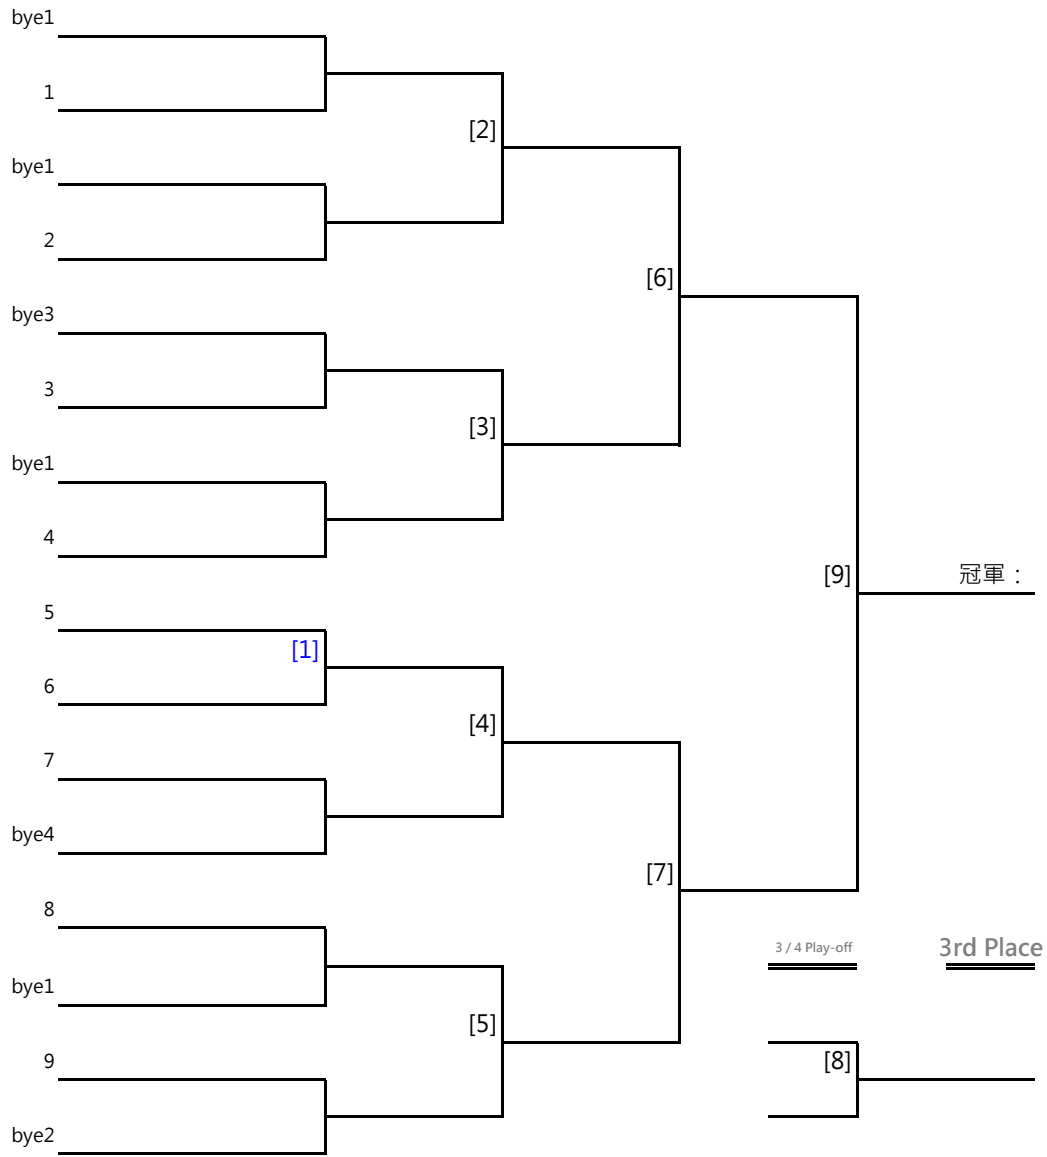 bye1
1
[2]
bye1
2
[6]
bye3
3
[3]
bye1
4
[9]
冠軍：
5
[1]
6
[4]
7
bye4
[7]
8
3 / 4 Play-off
3rd Place
bye1
[5]
9
[8]
bye2